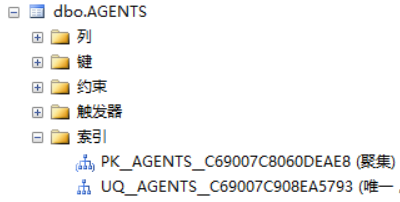 dbo.AGENTS
列
键
约束
触发器
索引
PK__AGENTS__C69007C8060DEAE8 (聚集)
UQ__AGENTS__C69007C908EA5793 (唯一